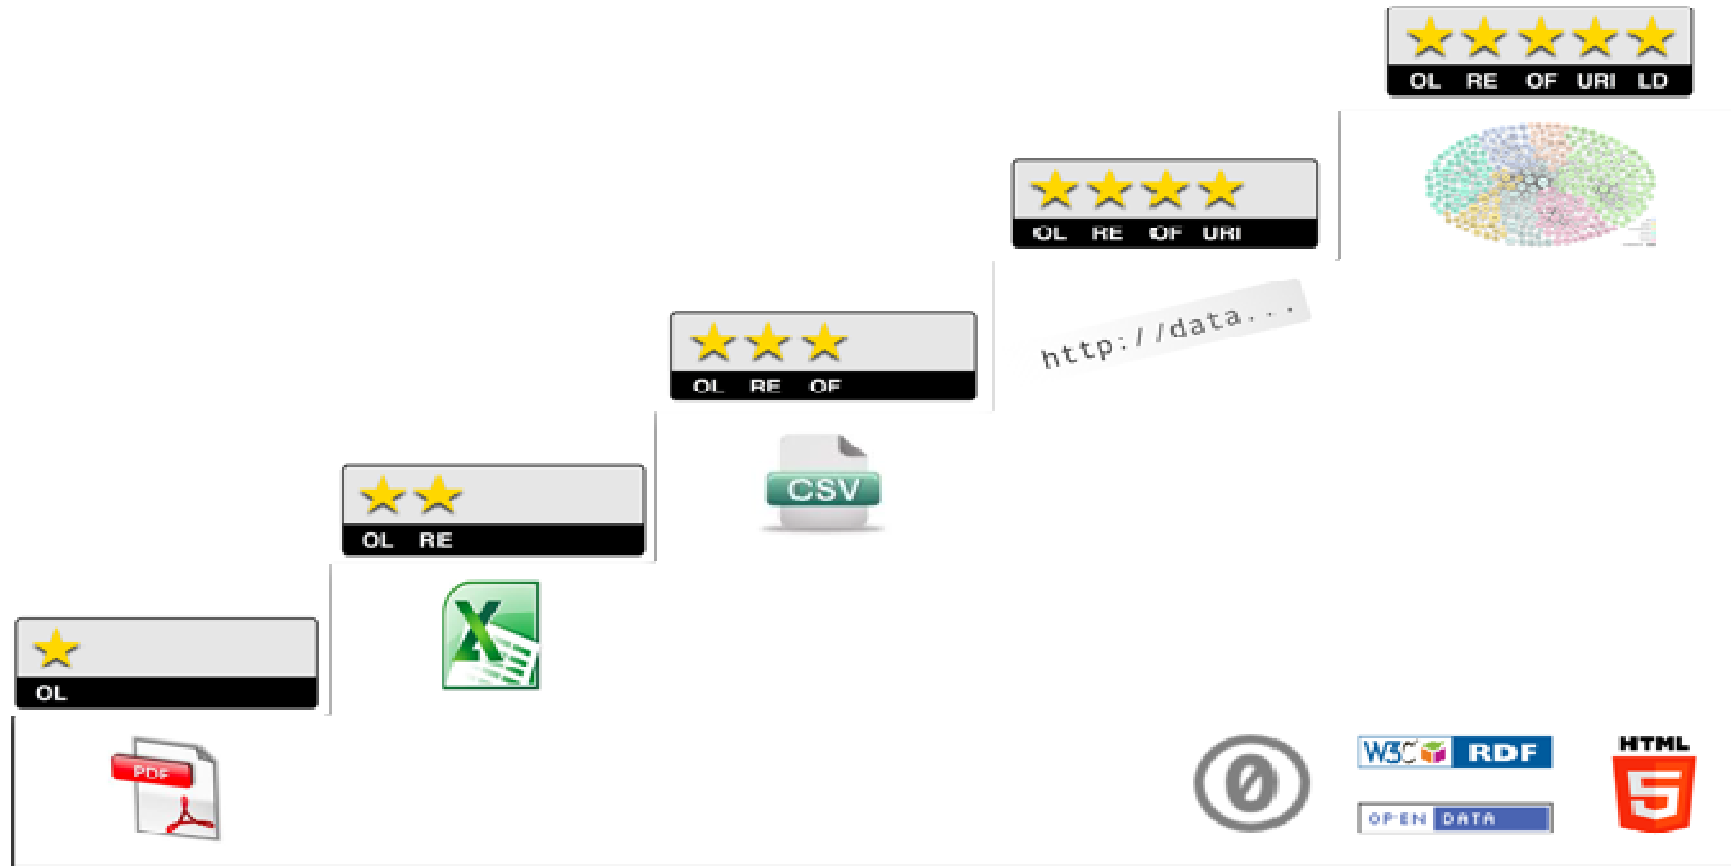 OL RE OF URI LD
OL RE OF URI
http://data...
OL RE OF
CSV
OL RE
X
OL
PDF
0
W3C RDF
OPEN DATA
HTML
5